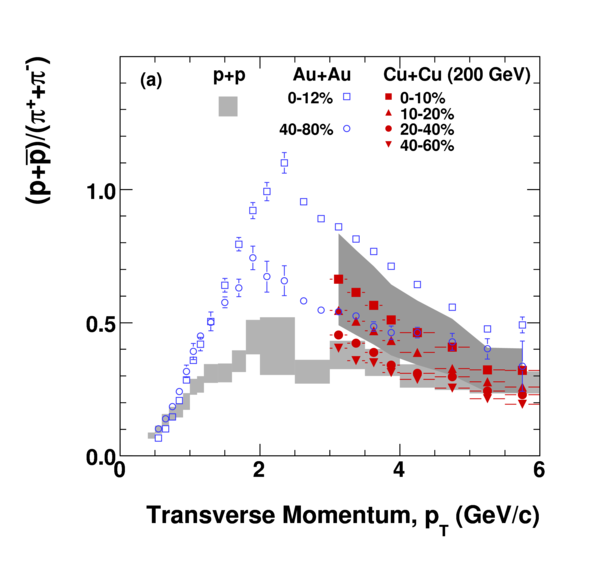 (a)
p+p
Au+Au
Cu+Cu (200 GeV)
0-12%
0-10%
10-20%
40-80%
20-40%
40-60%
(p+p̅)/(π⁺+π⁻)
1.0
0.5
0.0
0
2
4
6
Transverse Momentum, p_T (GeV/c)